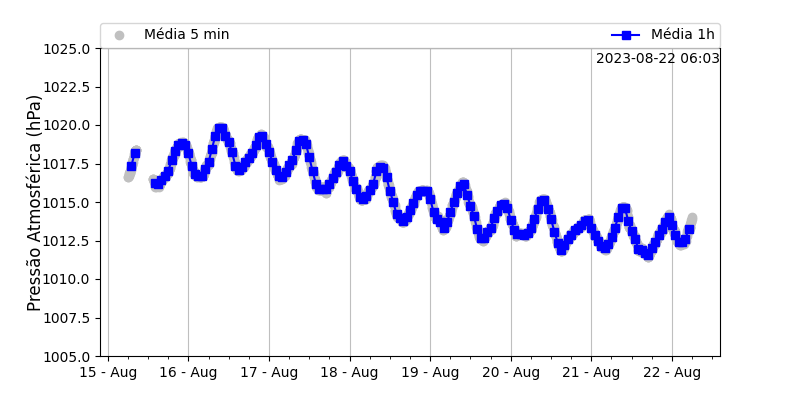 Média 5 min
Média 1h
2023-08-22 06:03
Pressão Atmosférica (hPa)
1025.0
1022.5
1020.0
1017.5
1015.0
1012.5
1010.0
1007.5
1005.0
15 - Aug
16 - Aug
17 - Aug
18 - Aug
19 - Aug
20 - Aug
21 - Aug
22 - Aug